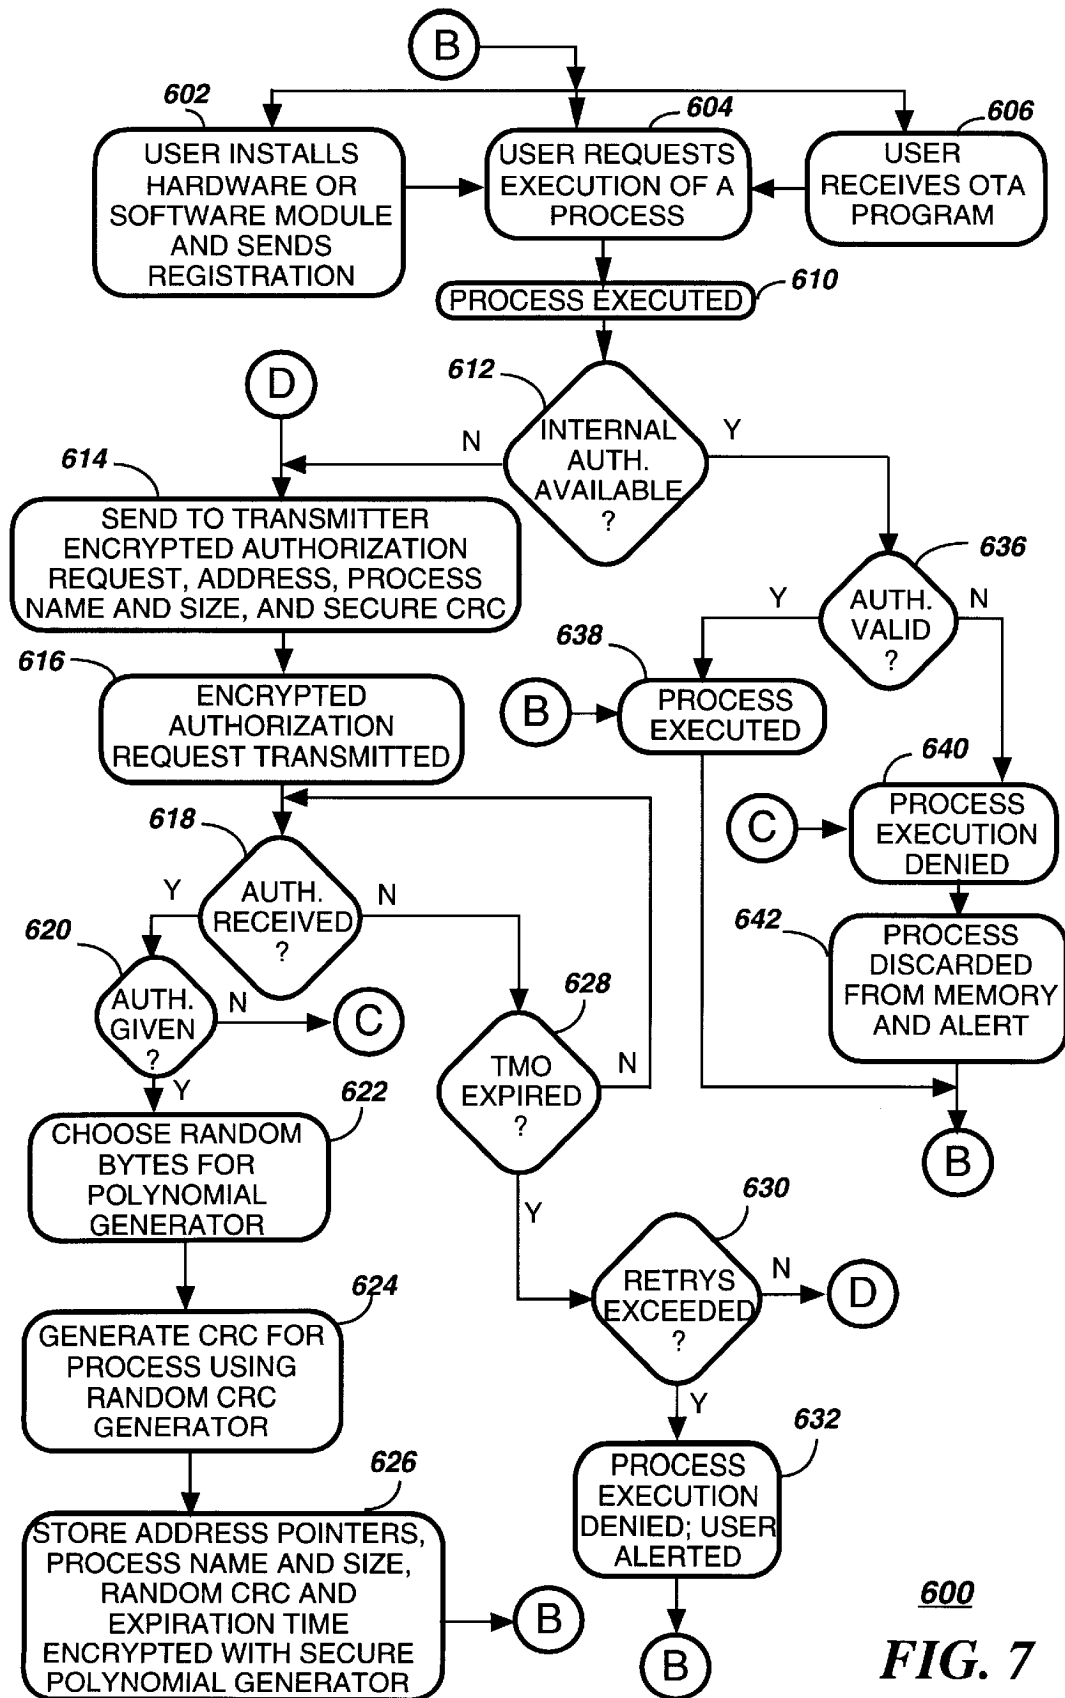 B
602
604
606
USER INSTALLS
HARDWARE OR
SOFTWARE MODULE
AND SENDS
REGISTRATION
USER REQUESTS
EXECUTION OF A
PROCESS
USER
RECEIVES OTA
PROGRAM
PROCESS EXECUTED
610
D
612
INTERNAL
AUTH.
AVAILABLE
?
N
Y
614
SEND TO TRANSMITTER
ENCRYPTED AUTHORIZATION
REQUEST, ADDRESS, PROCESS
NAME AND SIZE, AND SECURE CRC
636
AUTH.
VALID
?
Y
N
616
ENCRYPTED
AUTHORIZATION
REQUEST TRANSMITTED
638
B
PROCESS
EXECUTED
640
C
PROCESS
EXECUTION
DENIED
618
AUTH.
RECEIVED
?
Y
N
642
PROCESS
DISCARDED
FROM MEMORY
AND ALERT
B
620
AUTH.
GIVEN
?
N
C
Y
628
TMO
EXPIRED
?
N
Y
622
CHOOSE RANDOM
BYTES FOR
POLYNOMIAL
GENERATOR
630
RETRYS
EXCEEDED
?
N
D
Y
624
GENERATE CRC FOR
PROCESS USING
RANDOM CRC
GENERATOR
632
PROCESS
EXECUTION
DENIED; USER
ALERTED
B
626
STORE ADDRESS POINTERS,
PROCESS NAME AND SIZE,
RANDOM CRC AND
EXPIRATION TIME
ENCRYPTED WITH SECURE
POLYNOMIAL GENERATOR
B
600
FIG. 7